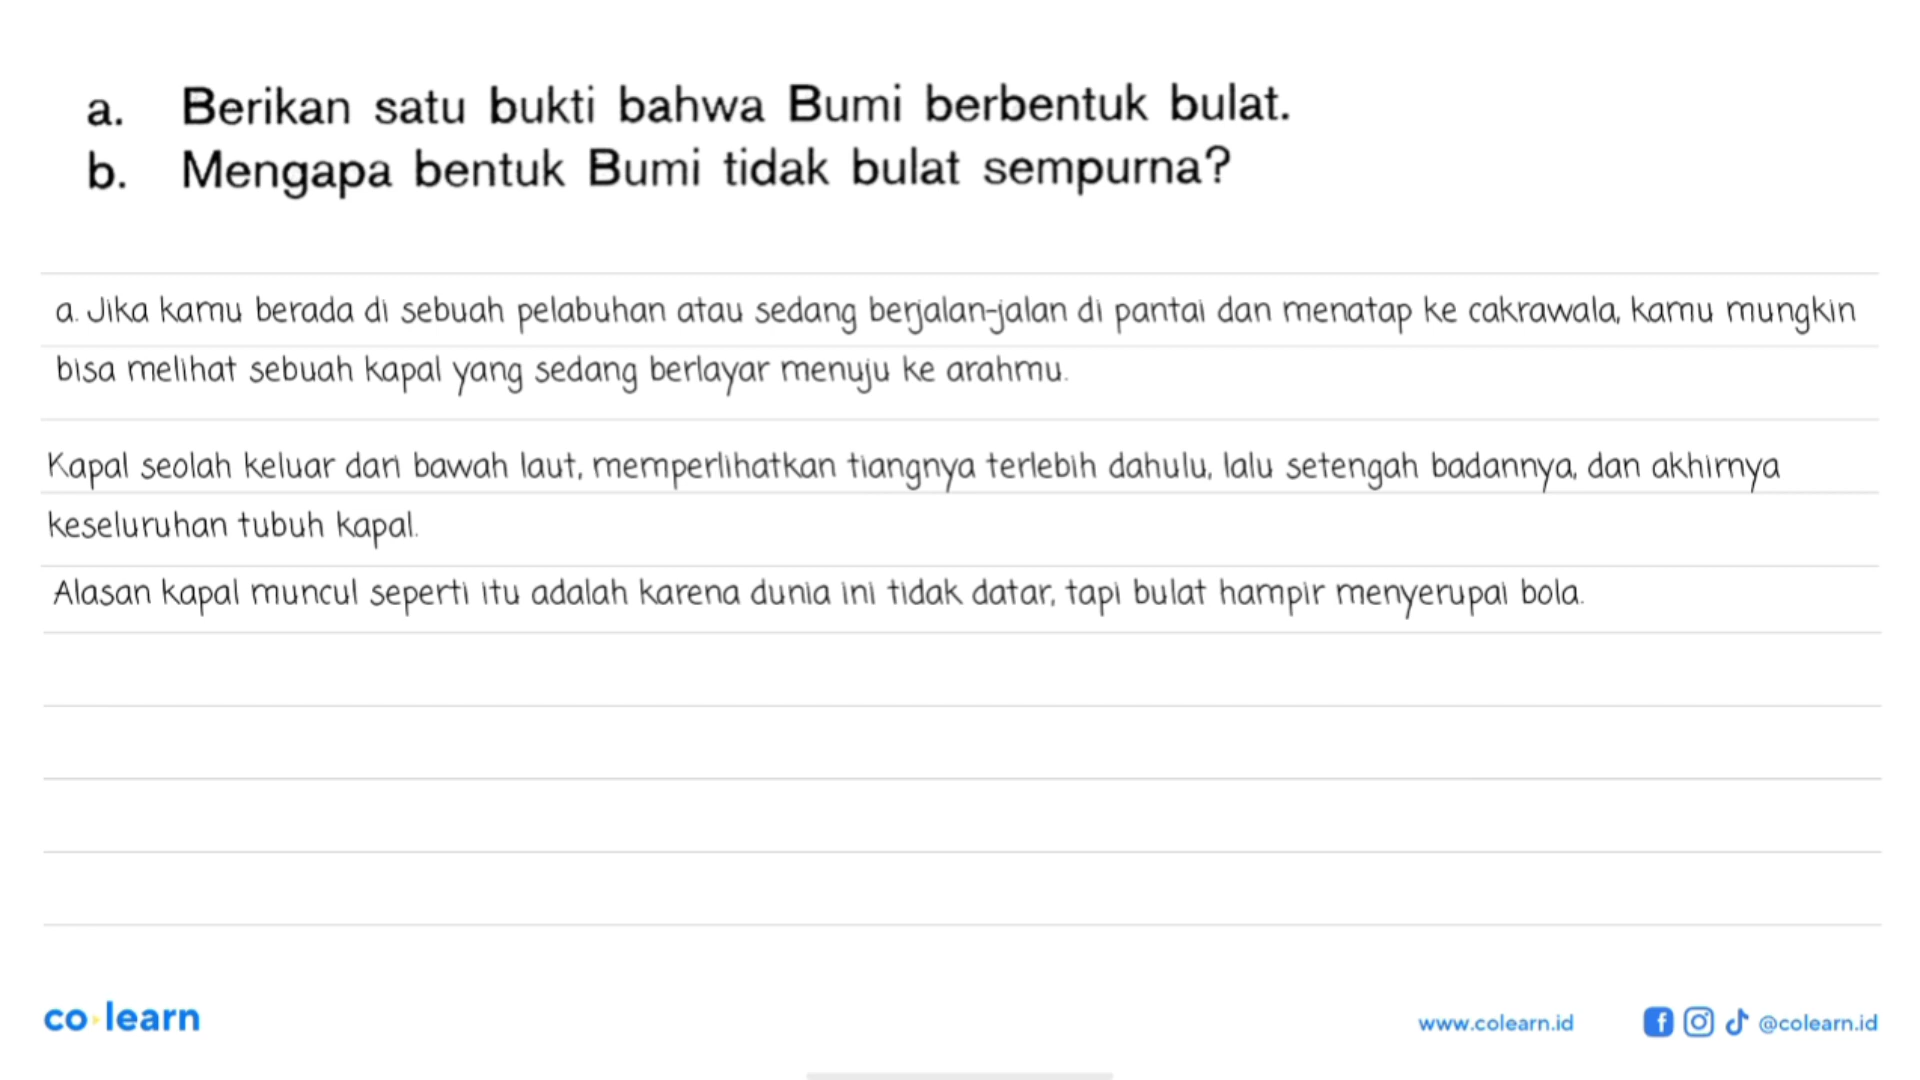 a. Berikan satu bukti bahwa Bumi berbentuk bulat.
b. Mengapa bentuk Bumi tidak bulat sempurna?
a. Jika kamu berada di sebuah pelabuhan atau sedang berjalan-jalan di pantai dan menatap ke cakrawala, kamu mungkin
bisa melihat sebuah kapal yang sedang berlayar menuju ke arahmu.
Kapal seolah keluar dari bawah laut, memperlihatkan tiangnya terlebih dahulu, lalu setengah badannya, dan akhirnya
keseluruhan tubuh kapal.
Alasan kapal muncul seperti itu adalah karena dunia ini tidak datar, tapi bulat hampir menyerupai bola.
co learn
www.colearn.id
@colearn.id